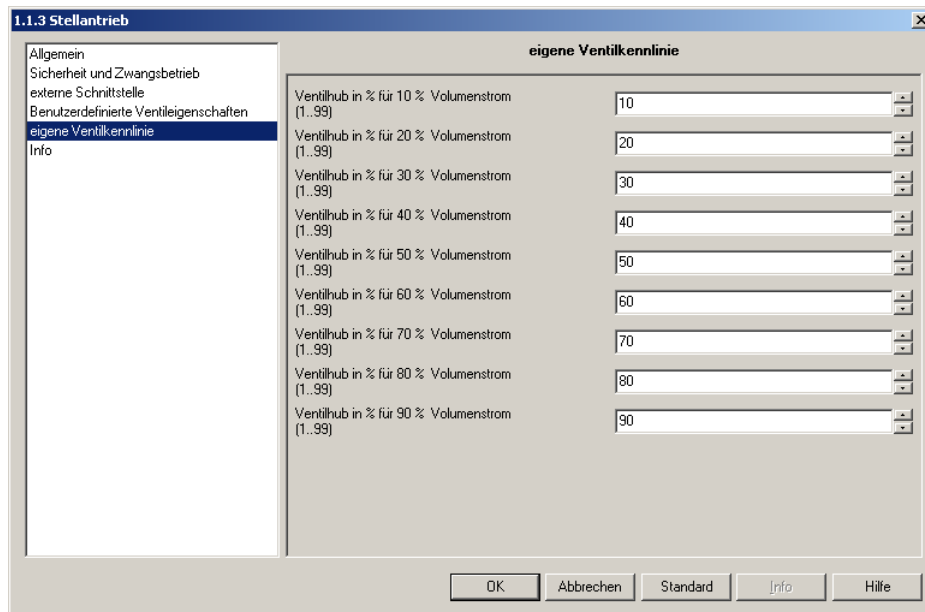 1.1.3 Stellantrieb
Allgemein
Sicherheit und Zwangsbetrieb
externe Schnittstelle
Benutzerdefinierte Ventileigenschaften
eigene Ventilkennlinie
Info
eigene Ventilkennlinie
Ventilhub in % für 10 % Volumenstrom
(1..99)
10
Ventilhub in % für 20 % Volumenstrom
(1..99)
20
Ventilhub in % für 30 % Volumenstrom
(1..99)
30
Ventilhub in % für 40 % Volumenstrom
(1..99)
40
Ventilhub in % für 50 % Volumenstrom
(1..99)
50
Ventilhub in % für 60 % Volumenstrom
(1..99)
60
Ventilhub in % für 70 % Volumenstrom
(1..99)
70
Ventilhub in % für 80 % Volumenstrom
(1..99)
80
Ventilhub in % für 90 % Volumenstrom
(1..99)
90
OK
Abbrechen
Standard
Info
Hilfe